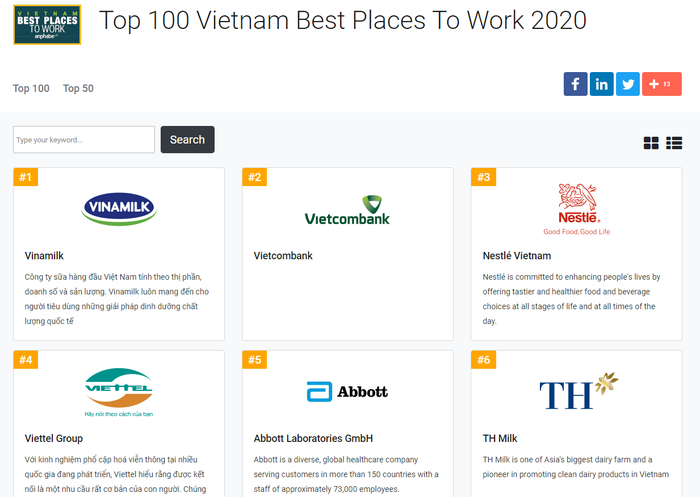 VIETNAM
BEST PLACES
TO WORK
anphabe
Top 100 Vietnam Best Places To Work 2020
Top 100 Top 50
f in + 13
Type your keyword... Search
#1
VINAMILK
Vinamilk
Công ty sữa hàng đầu Việt Nam tính theo thị phần,
doanh số và sản lượng. Vinamilk luôn mang đến cho
người tiêu dùng những giải pháp dinh dưỡng chất
lượng quốc tế
#2
Vietcombank
Vietcombank
#3
Nestlé
Good Food, Good Life
Nestlé Vietnam
Nestlé is committed to enhancing people's lives by
offering tastier and healthier food and beverage
choices at all stages of life and at all times of the
day.
#4
VIETTEL
Hãy nói theo cách của bạn
Viettel Group
Với kinh nghiệm phổ cập hoá viễn thông tại nhiều
quốc gia đang phát triển, Viettel hiểu rằng được kết
nối là một nhu cầu rất cơ bản của con người. Chúng
#5
Abbott
Abbott Laboratories GmbH
Abbott is a diverse, global healthcare company
serving customers in more than 150 countries with a
staff of approximately 73,000 employees.
#6
TH
TH Milk
TH Milk is one of Asia's biggest dairy farm and a
pioneer in promoting clean dairy products in Vietnam